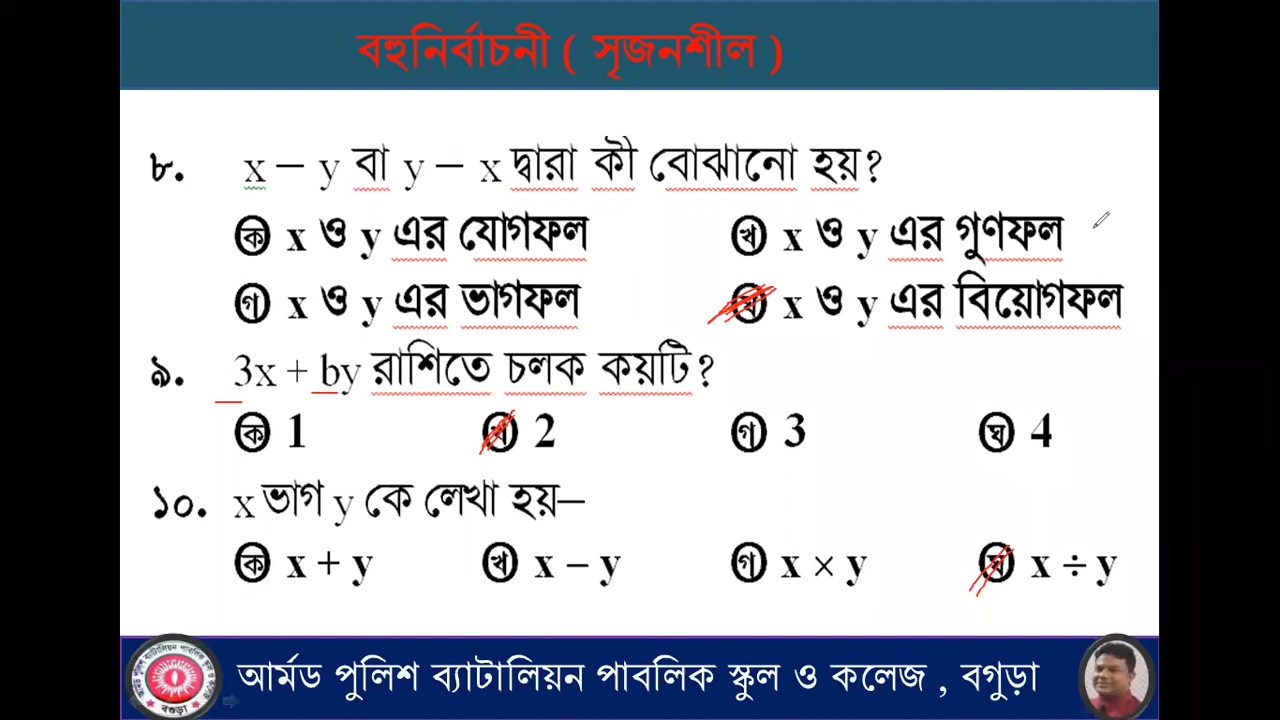 বহুনির্বাচনী ( সৃজনশীল )
৮. x – y বা y – x দ্বারা কী বোঝানো হয়?
ক x ও y এর যোগফল খ x ও y এর গুণফল
গ x ও y এর ভাগফল ঘ x ও y এর বিয়োগফল
৯. 3x + by রাশিতে চলক কয়টি?
ক 1 খ 2 গ 3 ঘ 4
১০. x ভাগ y কে লেখা হয়–
ক x + y খ x – y গ x × y ঘ x ÷ y
আর্মড পুলিশ ব্যাটালিয়ন পাবলিক স্কুল ও কলেজ , বগুড়া
বগুড়া